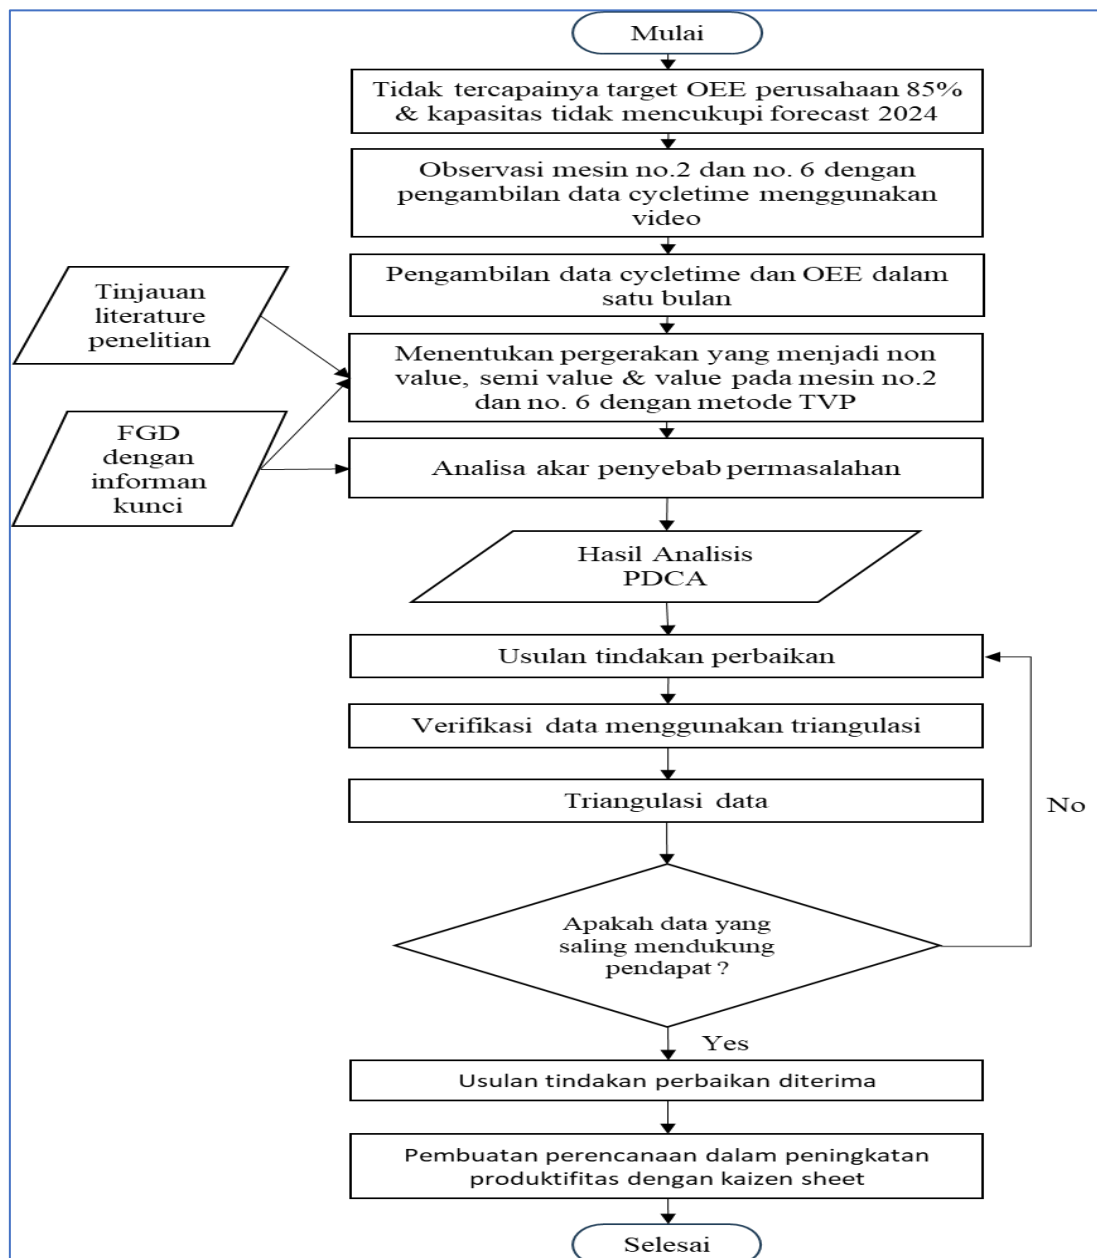 Mulai
Tidak tercapainya target OEE perusahaan 85%
& kapasitas tidak mencukupi forecast 2024
Observasi mesin no.2 dan no. 6 dengan
pengambilan data cycletime menggunakan
video
Pengambilan data cycletime dan OEE dalam
satu bulan
Tinjauan
literature
penelitian
Menentukan pergerakan yang menjadi non
value, semi value & value pada mesin no.2
dan no. 6 dengan metode TVP
FGD
dengan
informan
kunci
Analisa akar penyebab permasalahan
Hasil Analisis
PDCA
Usulan tindakan perbaikan
Verifikasi data menggunakan triangulasi
Triangulasi data
No
Apakah data yang
saling mendukung
pendapat ?
Yes
Usulan tindakan perbaikan diterima
Pembuatan perencanaan dalam peningkatan
produktifitas dengan kaizen sheet
Selesai